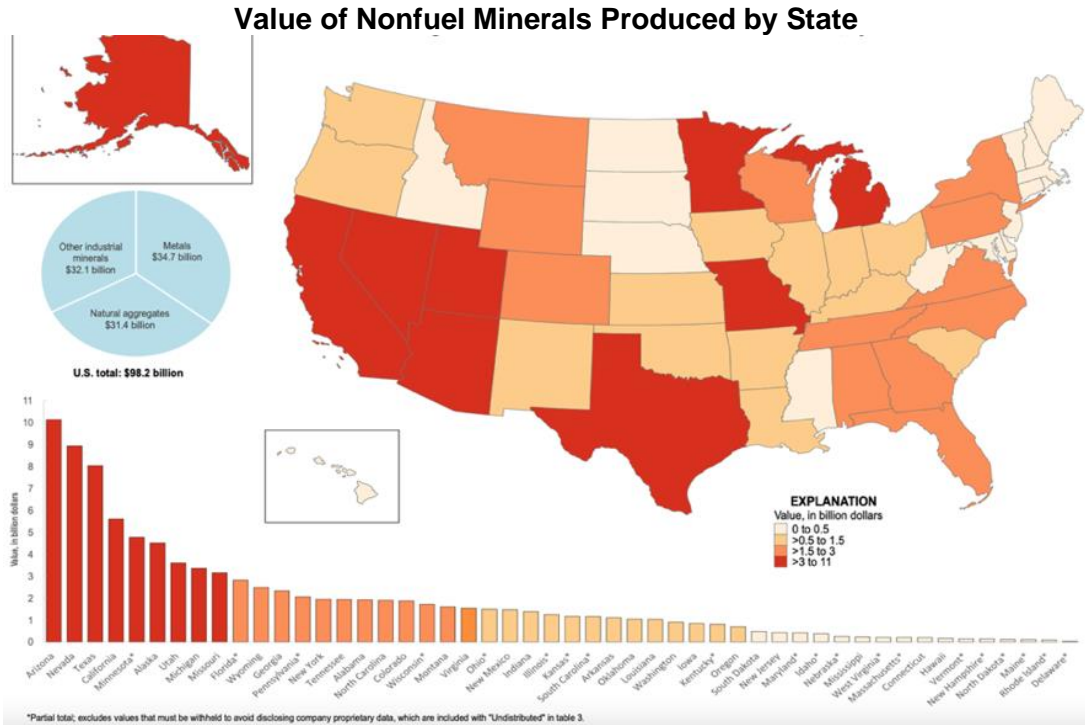 Value of Nonfuel Minerals Produced by State
Other industrial
minerals
$32.1 billion
Metals
$34.7 billion
Natural aggregates
$31.4 billion
U.S. total: $98.2 billion
EXPLANATION
Value, in billion dollars
0 to 0.5
>0.5 to 1.5
>1.5 to 3
>3 to 11
Value, in billion dollars
11
10
9
8
7
6
5
4
3
2
1
0
Arizona
Nevada
Texas
California
Minnesota*
Alaska
Utah
Michigan
Missouri
Florida*
Wyoming
Georgia
Pennsylvania*
New York
Tennessee
Alabama
North Carolina
Colorado
Wisconsin*
Montana
Virginia
Ohio*
New Mexico
Indiana
Illinois*
Kansas*
South Carolina*
Arkansas
Oklahoma
Louisiana
Washington
Iowa
Kentucky*
Oregon
South Dakota
New Jersey
Maryland*
Idaho*
Nebraska*
Mississippi
West Virginia*
Massachusetts*
Connecticut
Hawaii
Vermont*
New Hampshire*
North Dakota*
Maine*
Rhode Island*
Delaware*
*Partial total; excludes values that must be withheld to avoid disclosing company proprietary data, which are included with "Undistributed" in table 3.